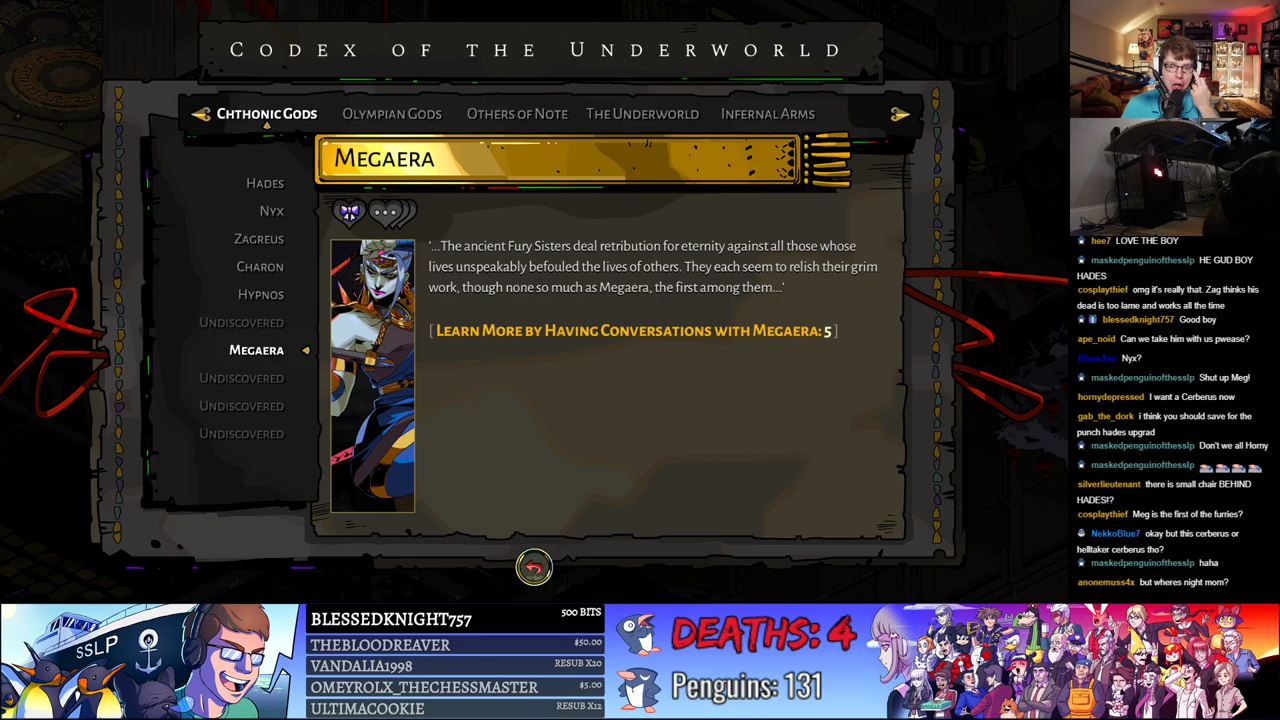 CODEX OF THE UNDERWORLD
CHTHONIC GODS
OLYMPIAN GODS
OTHERS OF NOTE
THE UNDERWORLD
INFERNAL ARMS
MEGAERA
HADES
NYX
ZAGREUS
CHARON
HYPNOS
UNDISCOVERED
MEGAERA
UNDISCOVERED
UNDISCOVERED
UNDISCOVERED
'...The ancient Fury Sisters deal retribution for eternity against all those whose
lives unspeakably befouled the lives of others. They each seem to relish their grim
work, though none so much as Megaera, the first among them...'
[ LEARN MORE BY HAVING CONVERSATIONS WITH MEGAERA: 5 ]
hee7 LOVE THE BOY
maskedpenguinofthesslp HE GUD BOY
HADES
cosplaythief omg it's really that. Zag thinks his
dead is too lame and works all the time
blessedknight757 Good boy
ape_noid Can we take him with us pwease?
Nyx?
maskedpenguinofthesslp Shut up Meg!
hornydepressed I want a Cerberus now
gab_the_dork i think you should save for the
punch hades upgrad
maskedpenguinofthesslp Don't we all Horny
maskedpenguinofthesslp
silverlieutenant there is small chair BEHIND
HADES!?
cosplaythief Meg is the first of the furries?
NekkoBlue7 okay but this cerberus or
helltaker cerberus tho?
maskedpenguinofthesslp haha
anonemuss4x but wheres night mom?
SSLP
BLESSEDKNIGHT757 500 BITS
THEBLOODREAVER $50.00
VANDALIA1998 RESUB X20
OMEYROLX_THECHESSMASTER $5.00
ULTIMACOOKIE RESUB X12
DEATHS: 4
Penguins: 131